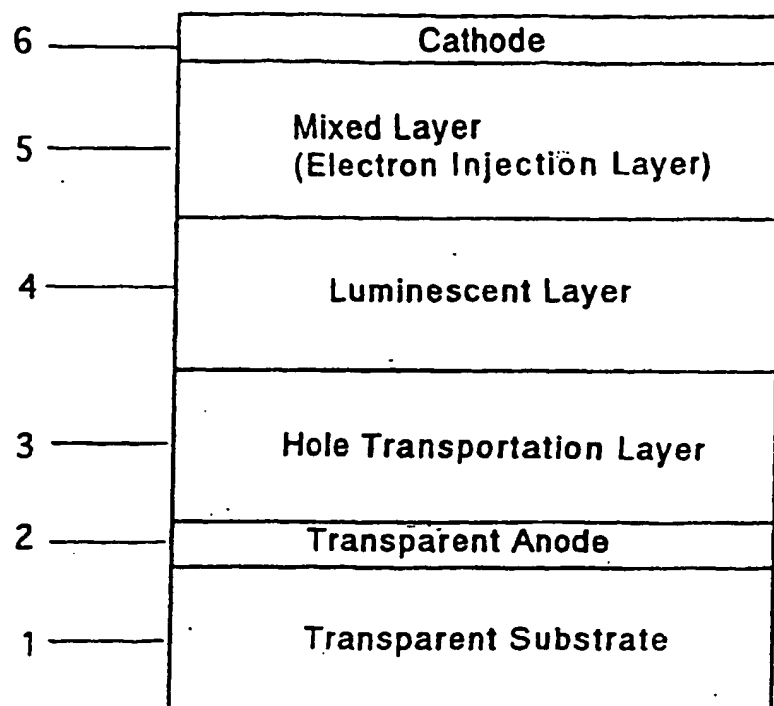 6 Cathode
5 Mixed Layer
(Electron Injection Layer)
4 Luminescent Layer
3 Hole Transportation Layer
2 Transparent Anode
1 Transparent Substrate